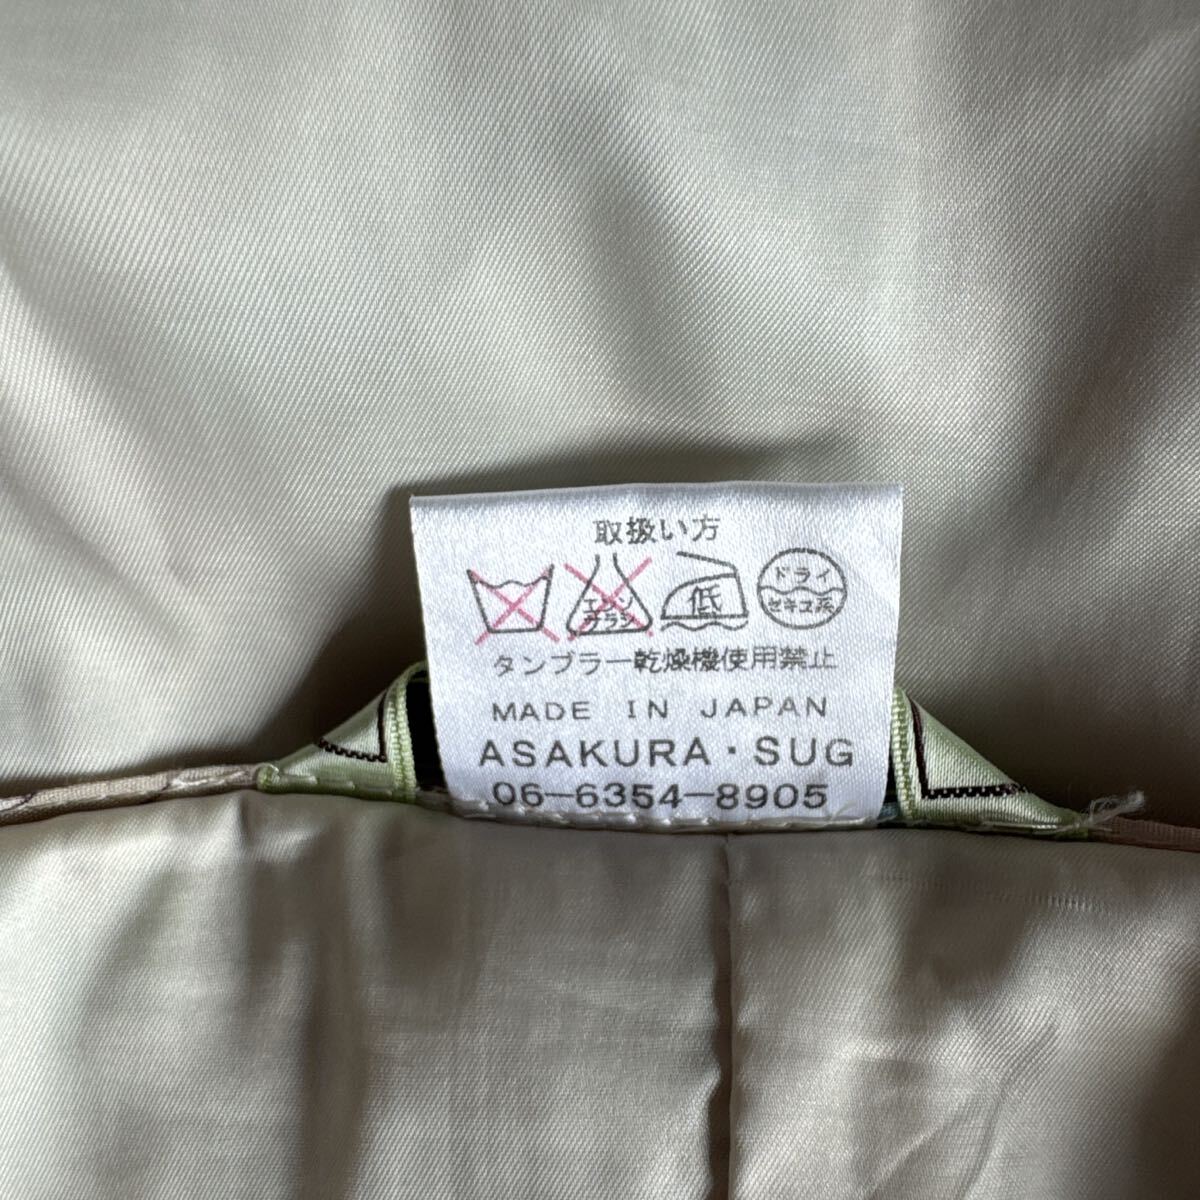 取扱い方
エンソ
サラシ
低
ドライ
セキユ系
タンブラー乾燥機使用禁止
MADE IN JAPAN
ASAKURA・SUG
06-6354-8905